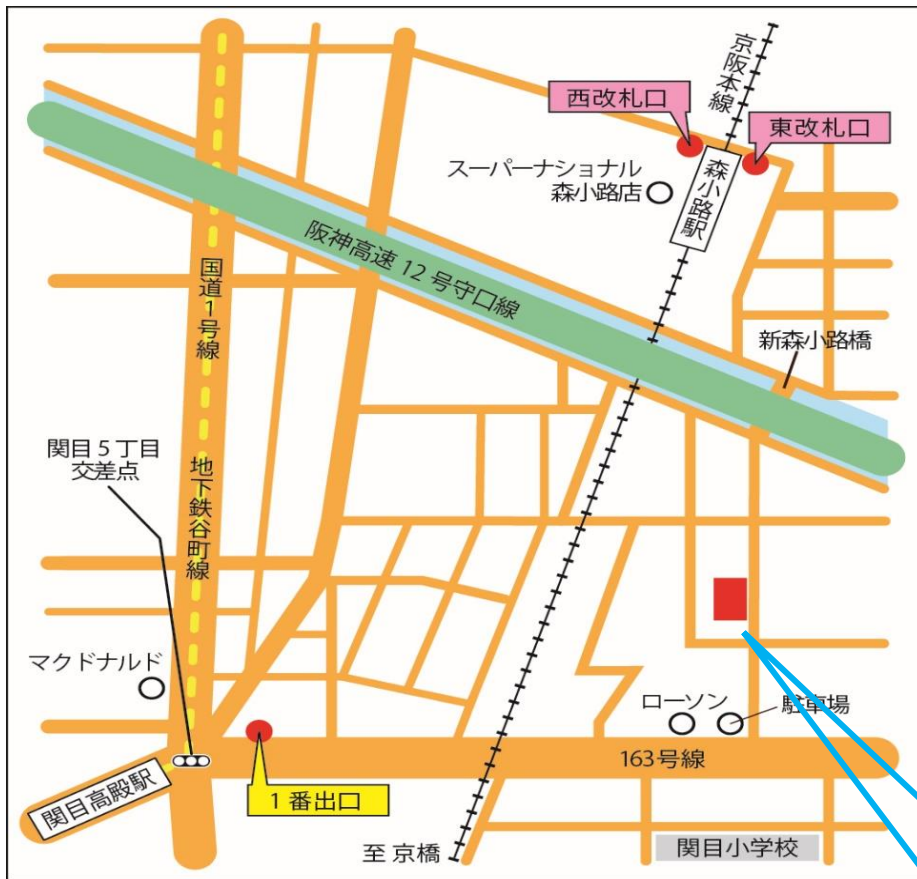 京阪本線
西改札口
東改札口
スーパーナショナル
森小路店
森小路駅
阪神高速 12 号守口線
国道1号線
新森小路橋
関目 5 丁目
交差点
地下鉄谷町線
マクドナルド
ローソン
駐車場
163号線
関目高殿駅
1 番出口
至 京橋
関目小学校